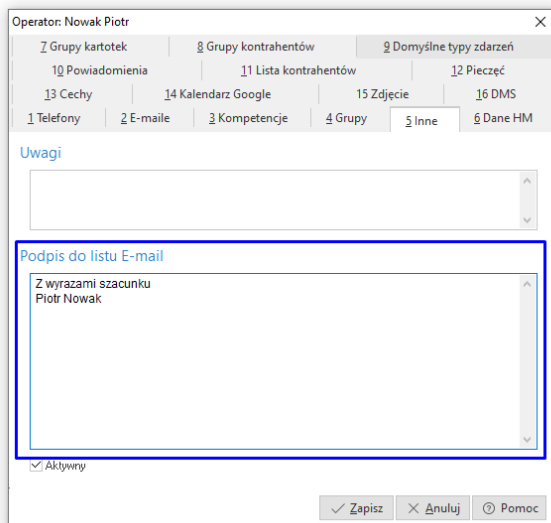 Operator: Nowak Piotr
7 Grupy kartotek 8 Grupy kontrahentów 9 Domyślne typy zdarzeń
10 Powiadomienia 11 Lista kontrahentów 12 Pieczęć
13 Cechy 14 Kalendarz Google 15 Zdjęcie 16 DMS
1 Telefony 2 E-maile 3 Kompetencje 4 Grupy 5 Inne 6 Dane HM
Uwagi
Podpis do listu E-mail
Z wyrazami szacunku
Piotr Nowak
Aktywny
Zapisz Anuluj Pomoc